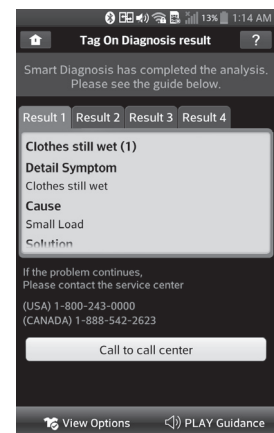 13% 1:14 AM
Tag On Diagnosis result ?
Smart Diagnosis has completed the analysis.
Please see the guide below.
Result 1 Result 2 Result 3 Result 4
Clothes still wet (1)
Detail Symptom
Clothes still wet
Cause
Small Load
Solution
If the problem continues,
Please contact the service center
(USA) 1-800-243-0000
(CANADA) 1-888-542-2623
Call to call center
View Options PLAY Guidance